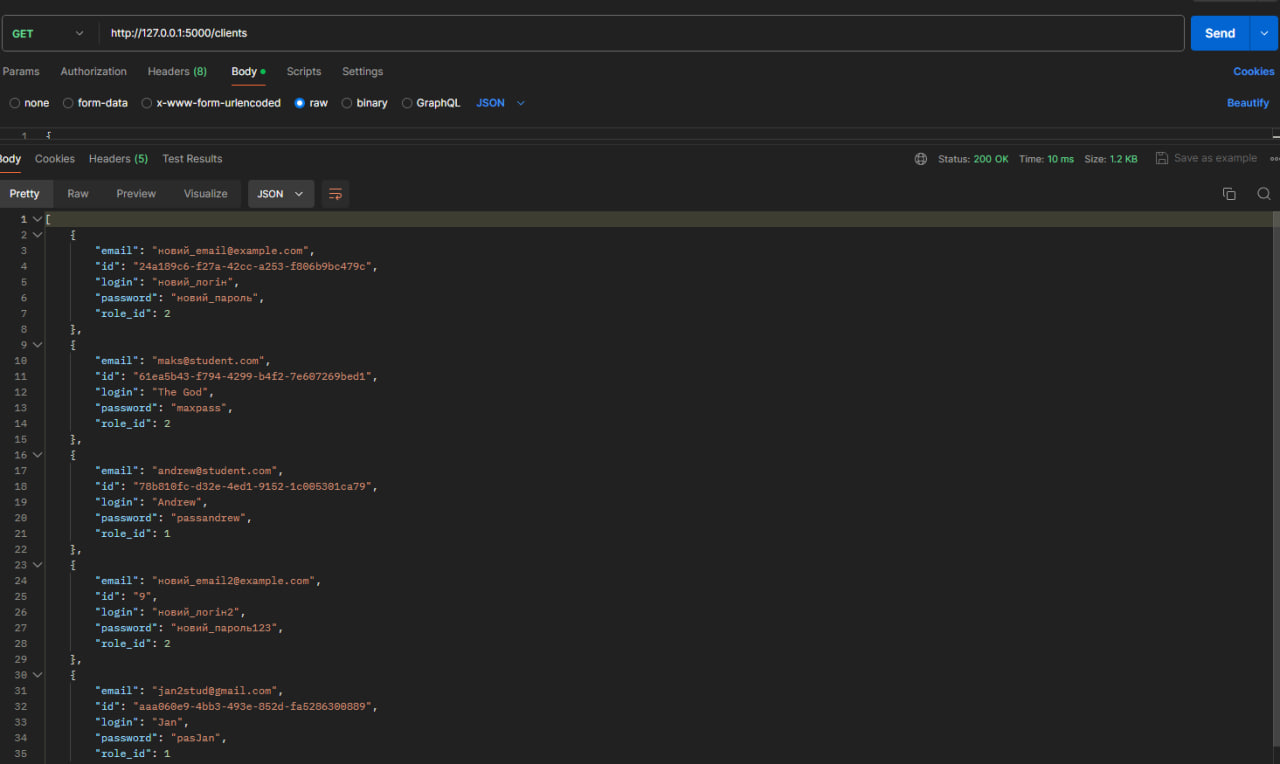 GET http://127.0.0.1:5000/clients Send
Params Authorization Headers (8) Body Scripts Settings Cookies
none form-data x-www-form-urlencoded raw binary GraphQL JSON Beautify
1 {
Body Cookies Headers (5) Test Results Status: 200 OK Time: 10 ms Size: 1.2 KB Save as example
Pretty Raw Preview Visualize JSON
1 [
2 {
3 "email": "новий_email@example.com",
4 "id": "24a189c6-f27a-42cc-a253-f806b9bc479c",
5 "login": "новий_логін",
6 "password": "новий_пароль",
7 "role_id": 2
8 },
9 {
10 "email": "maks@student.com",
11 "id": "61ea5b43-f794-4299-b4f2-7e607269bed1",
12 "login": "The God",
13 "password": "maxpass",
14 "role_id": 2
15 },
16 {
17 "email": "andrew@student.com",
18 "id": "78b810fc-d32e-4ed1-9152-1c005301ca79",
19 "login": "Andrew",
20 "password": "passandrew",
21 "role_id": 1
22 },
23 {
24 "email": "новий_email2@example.com",
25 "id": "9",
26 "login": "новий_логін2",
27 "password": "новий_пароль123",
28 "role_id": 2
29 },
30 {
31 "email": "jan2stud@gmail.com",
32 "id": "aaa060e9-4bb3-493e-852d-fa5286300889",
33 "login": "Jan",
34 "password": "pasJan",
35 "role_id": 1